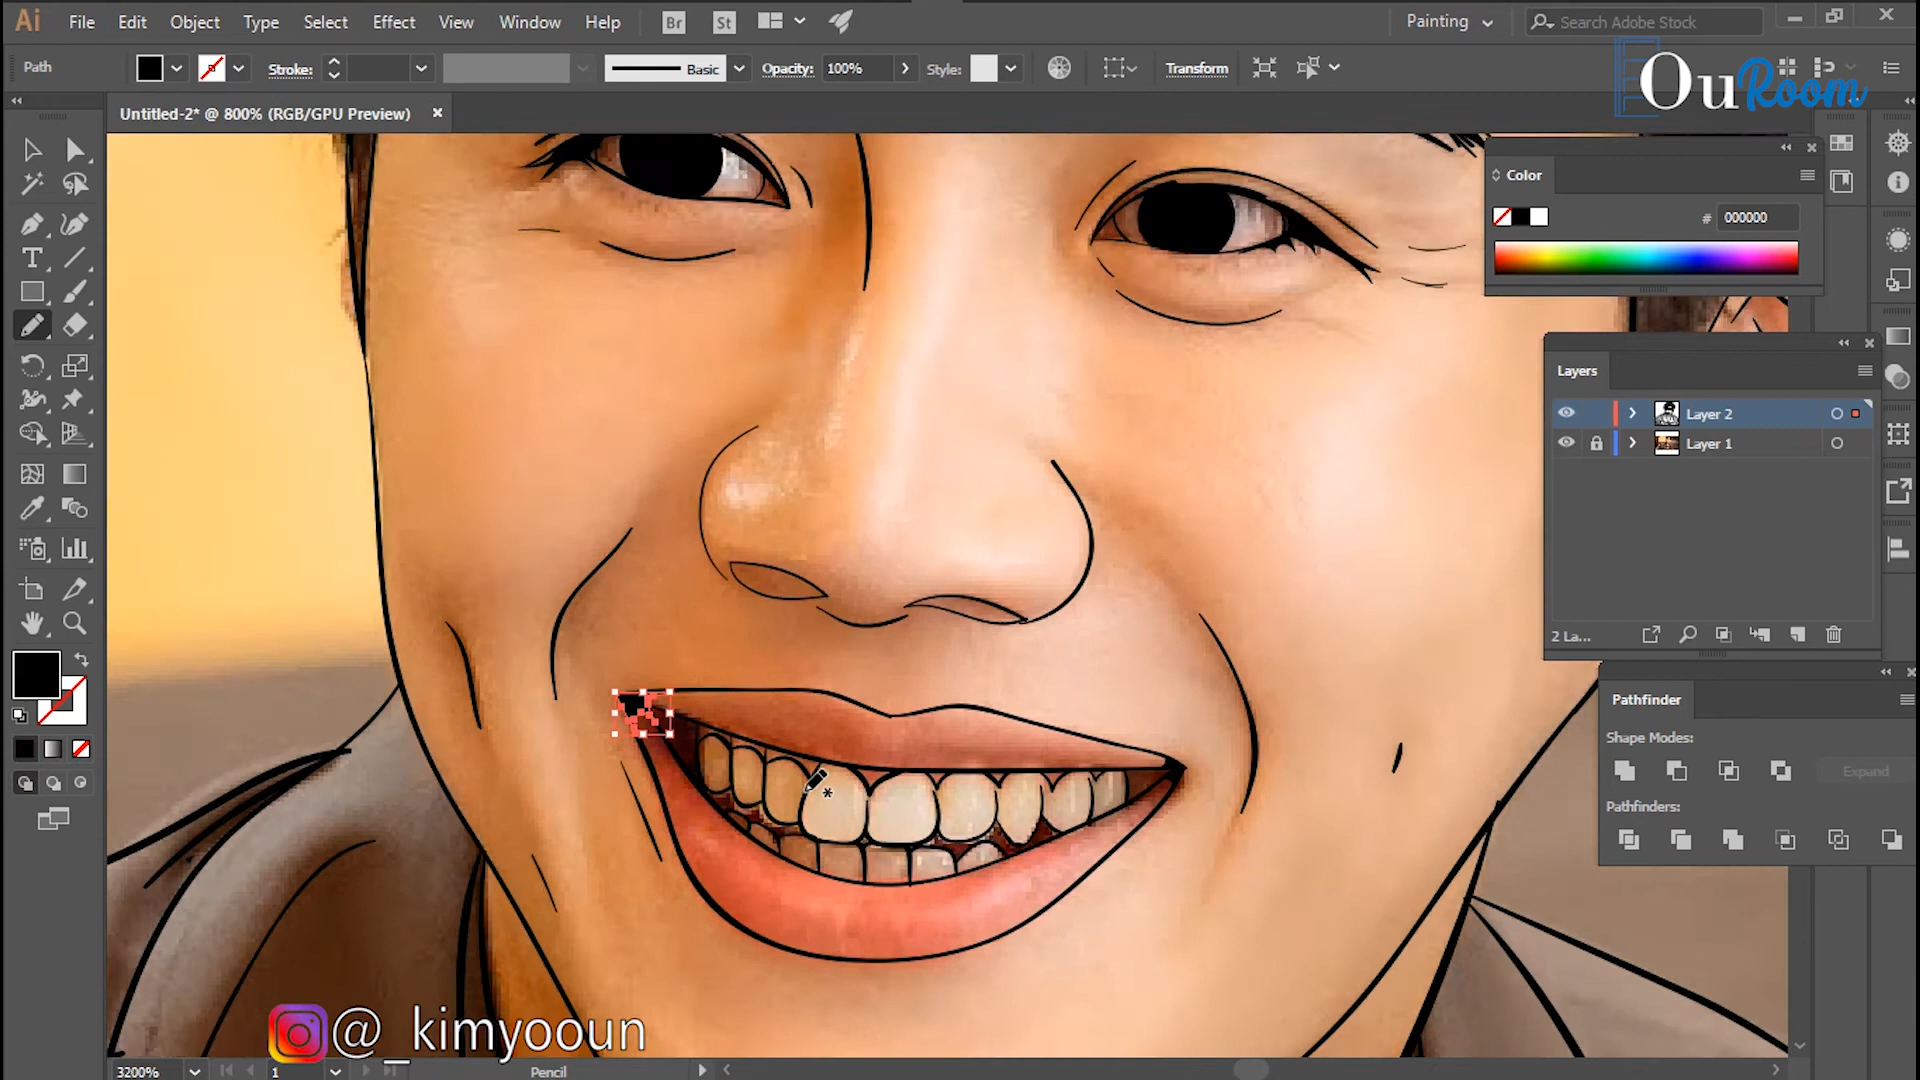 Ai File Edit Object Type Select Effect View Window Help Br St Painting Search Adobe Stock
Path Stroke: Basic Opacity: 100% Style: Transform
OuRoom
Untitled-2* @ 800% (RGB/GPU Preview)
Color
# 000000
Layers
Layer 2
Layer 1
2 La...
Pathfinder
Shape Modes:
Expand
Pathfinders:
@_kimyooun
3200% 1 Pencil